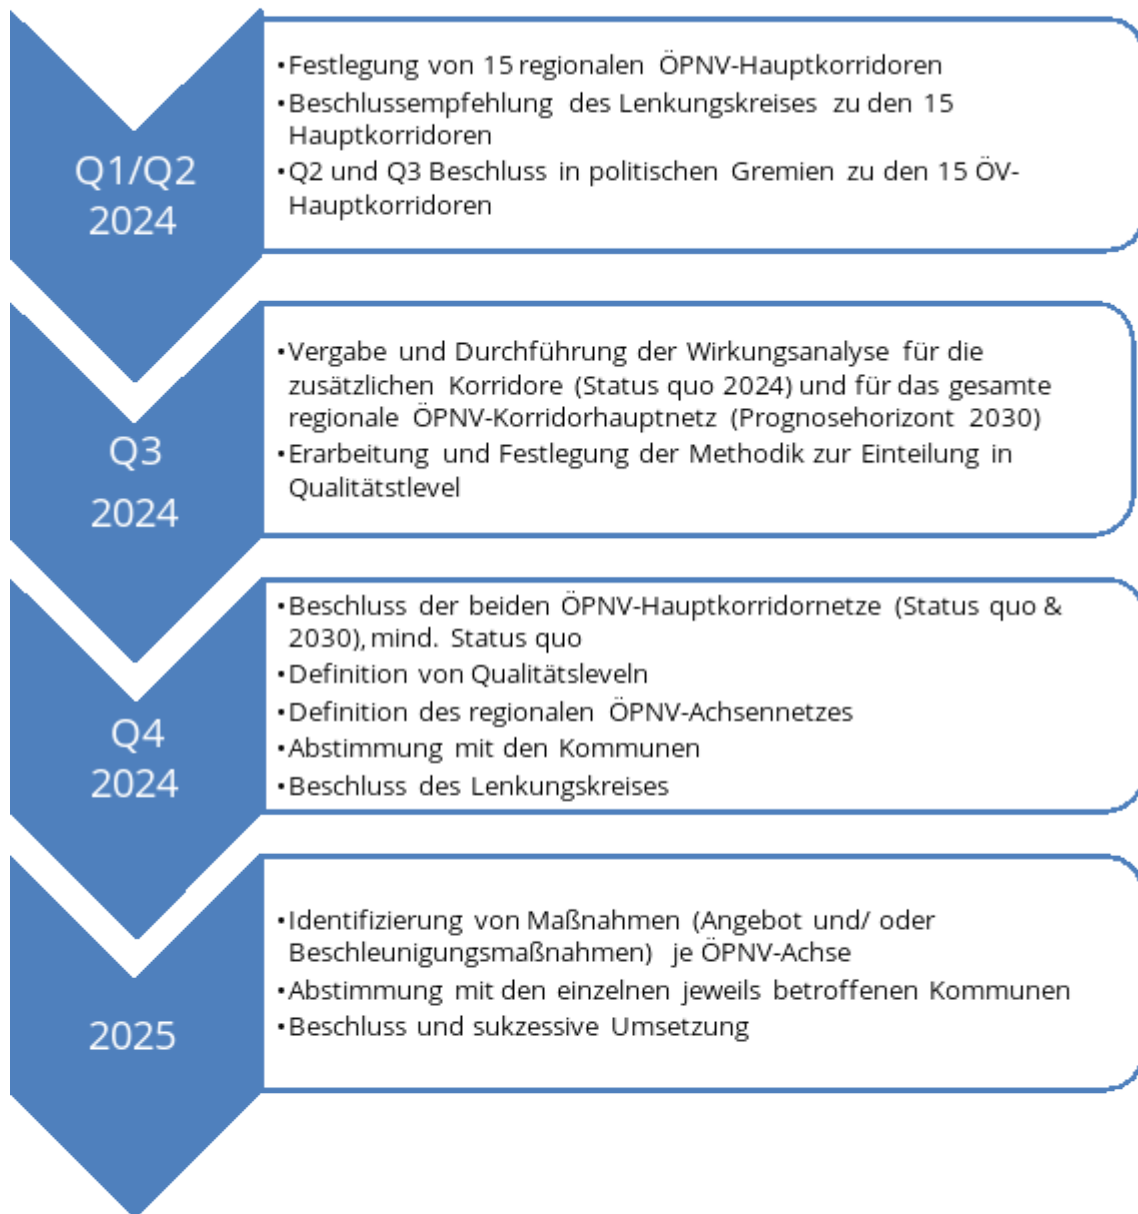 Q1/Q2
2024
•Festlegung von 15 regionalen ÖPNV-Hauptkorridoren
•Beschlussempfehlung des Lenkungskreises zu den 15
Hauptkorridoren
•Q2 und Q3 Beschluss in politischen Gremien zu den 15 ÖV-
Hauptkorridoren
Q3
2024
•Vergabe und Durchführung der Wirkungsanalyse für die
zusätzlichen Korridore (Status quo 2024) und für das gesamte
regionale ÖPNV-Korridorhauptnetz (Prognosehorizont 2030)
•Erarbeitung und Festlegung der Methodik zur Einteilung in
Qualitätstlevel
Q4
2024
•Beschluss der beiden ÖPNV-Hauptkorridornetze (Status quo &
2030), mind. Status quo
•Definition von Qualitätsleveln
•Definition des regionalen ÖPNV-Achsennetzes
•Abstimmung mit den Kommunen
•Beschluss des Lenkungskreises
2025
•Identifizierung von Maßnahmen (Angebot und/ oder
Beschleunigungsmaßnahmen) je ÖPNV-Achse
•Abstimmung mit den einzelnen jeweils betroffenen Kommunen
•Beschluss und sukzessive Umsetzung